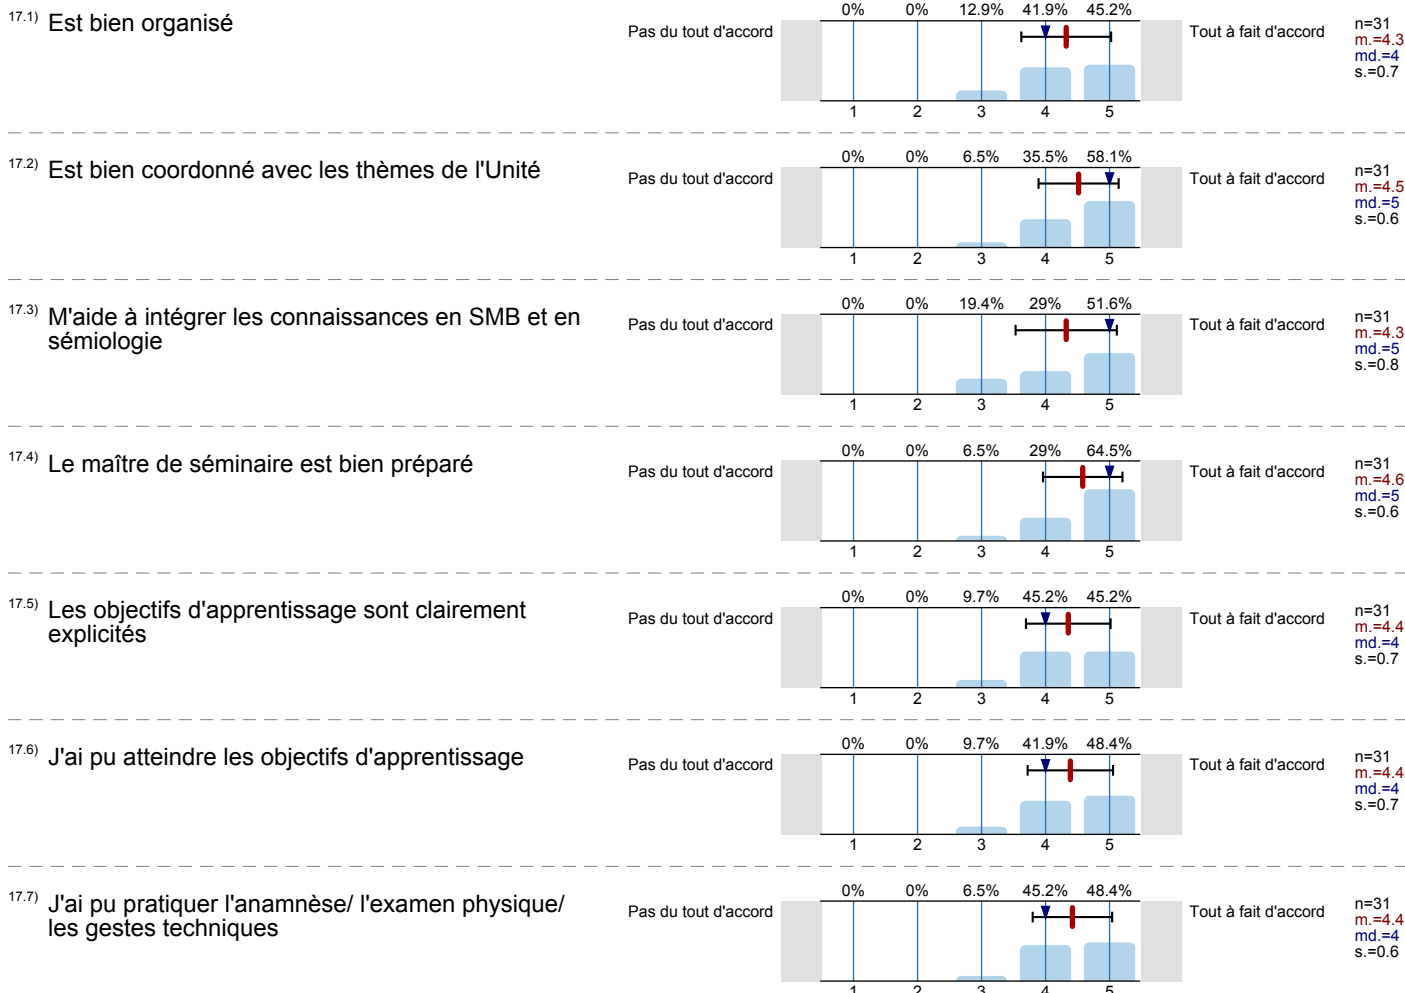 17.1) Est bien organisé
Pas du tout d'accord
0% 0% 12.9% 41.9% 45.2%
1 2 3 4 5
Tout à fait d'accord
n=31
m.=4.3
md.=4
s.=0.7
17.2) Est bien coordonné avec les thèmes de l'Unité
Pas du tout d'accord
0% 0% 6.5% 35.5% 58.1%
1 2 3 4 5
Tout à fait d'accord
n=31
m.=4.5
md.=5
s.=0.6
17.3) M'aide à intégrer les connaissances en SMB et en
sémiologie
Pas du tout d'accord
0% 0% 19.4% 29% 51.6%
1 2 3 4 5
Tout à fait d'accord
n=31
m.=4.3
md.=5
s.=0.8
17.4) Le maître de séminaire est bien préparé
Pas du tout d'accord
0% 0% 6.5% 29% 64.5%
1 2 3 4 5
Tout à fait d'accord
n=31
m.=4.6
md.=5
s.=0.6
17.5) Les objectifs d'apprentissage sont clairement
explicités
Pas du tout d'accord
0% 0% 9.7% 45.2% 45.2%
1 2 3 4 5
Tout à fait d'accord
n=31
m.=4.4
md.=4
s.=0.7
17.6) J'ai pu atteindre les objectifs d'apprentissage
Pas du tout d'accord
0% 0% 9.7% 41.9% 48.4%
1 2 3 4 5
Tout à fait d'accord
n=31
m.=4.4
md.=4
s.=0.7
17.7) J'ai pu pratiquer l'anamnèse/ l'examen physique/
les gestes techniques
Pas du tout d'accord
0% 0% 6.5% 45.2% 48.4%
1 2 3 4 5
Tout à fait d'accord
n=31
m.=4.4
md.=4
s.=0.6